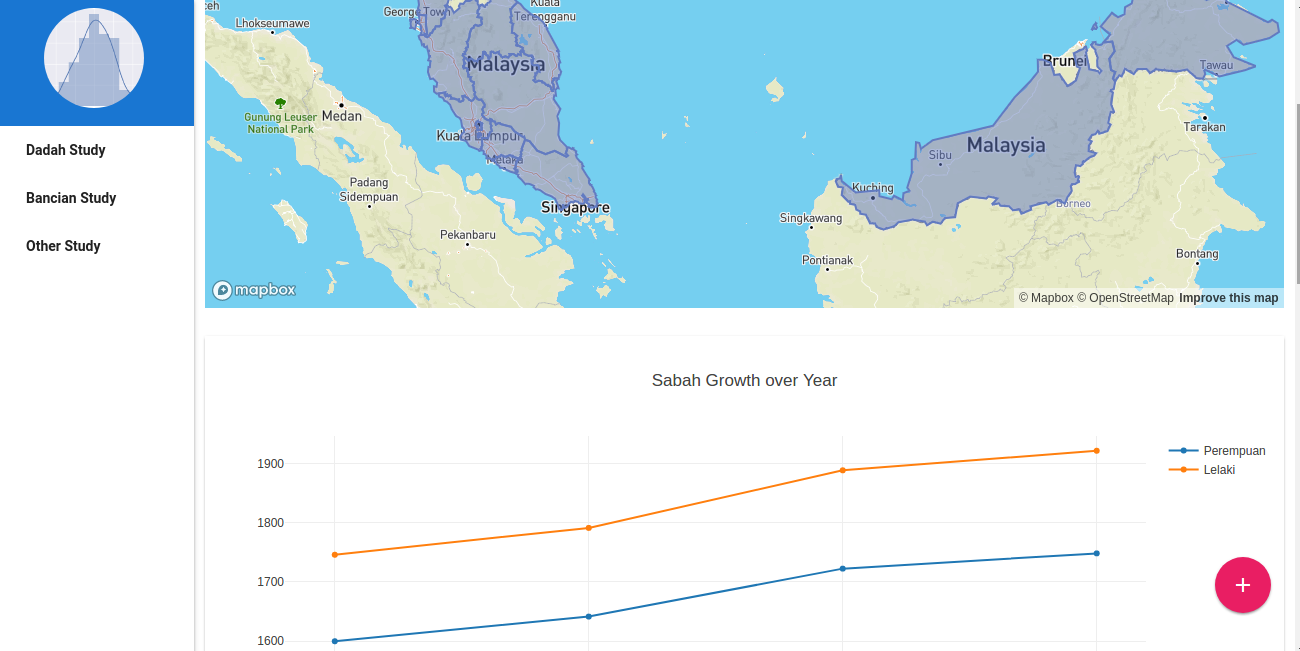 Dadah Study
Bancian Study
Other Study
George Town
Kuala
Terengganu
Lhokseumawe
Malaysia
Brunei
Tawau
Gunung Leuser
National Park
Medan
Kuala Lumpur
Melaka
Tarakan
Sibu
Malaysia
Padang
Sidempuan
Kuching
Borneo
Singapore
Singkawang
Pekanbaru
Pontianak
Bontang
mapbox
© Mapbox © OpenStreetMap Improve this map
Sabah Growth over Year
1900
1800
1700
1600
Perempuan
Lelaki
+